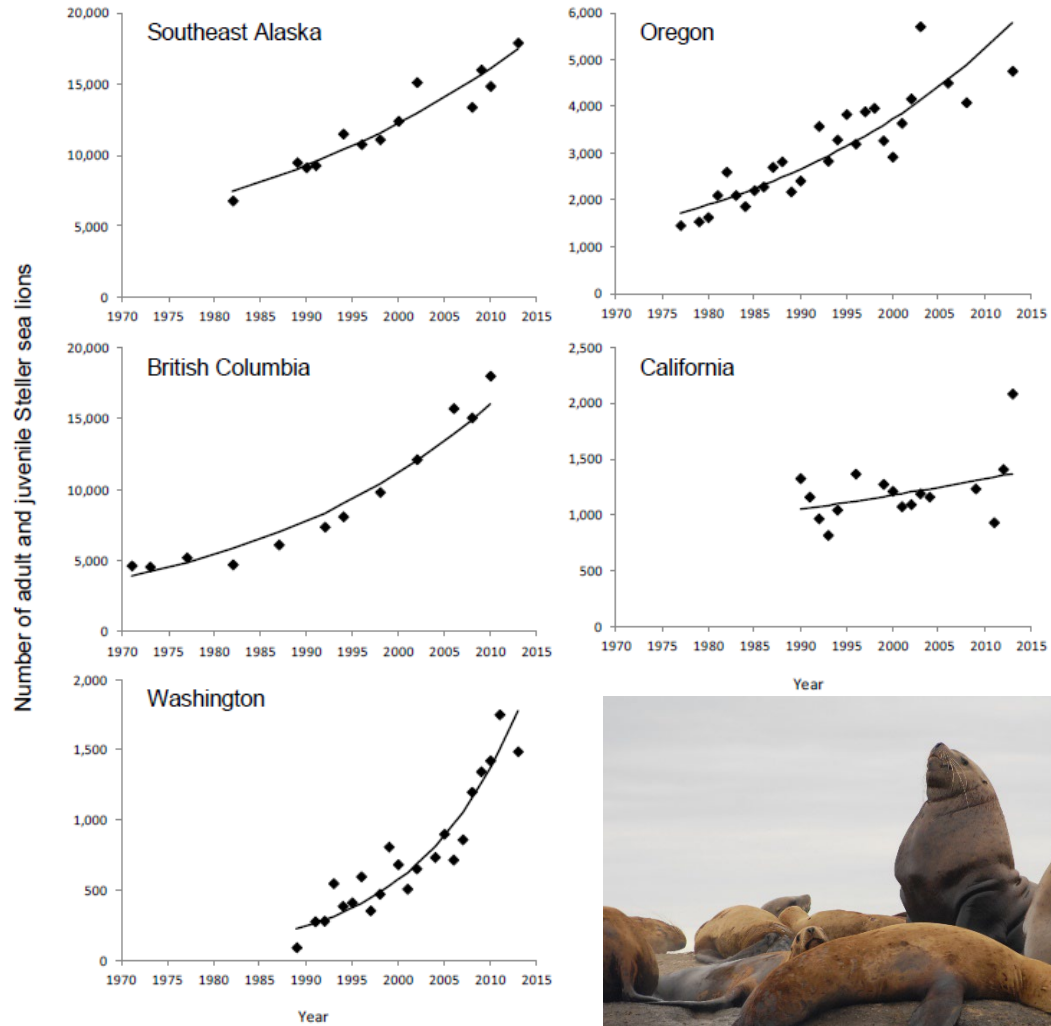 Number of adult and juvenile Steller sea lions
Southeast Alaska
20,000
15,000
10,000
5,000
0
1970 1975 1980 1985 1990 1995 2000 2005 2010 2015
Oregon
6,000
5,000
4,000
3,000
2,000
1,000
0
1970 1975 1980 1985 1990 1995 2000 2005 2010 2015
British Columbia
20,000
15,000
10,000
5,000
0
1970 1975 1980 1985 1990 1995 2000 2005 2010 2015
California
2,500
2,000
1,500
1,000
500
0
1970 1975 1980 1985 1990 1995 2000 2005 2010 2015
Year
Washington
2,000
1,500
1,000
500
0
1970 1975 1980 1985 1990 1995 2000 2005 2010 2015
Year